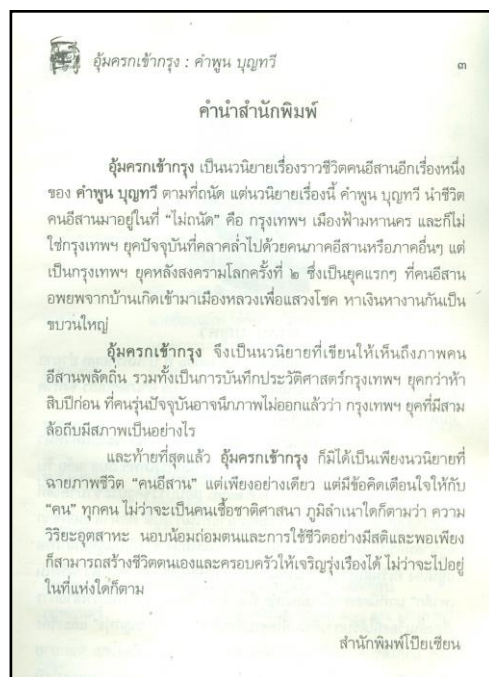 อุ้มครกเข้ากรุง : คำพูน บุญทวี ๓
คำนำสำนักพิมพ์
อุ้มครกเข้ากรุง เป็นนวนิยายเรื่องราวชีวิตคนอีสานอีกเรื่องหนึ่ง
ของ คำพูน บุญทวี ตามที่ถนัด แต่นวนิยายเรื่องนี้ คำพูน บุญทวี นำชีวิต
คนอีสานมาอยู่ในที่ “ไม่ถนัด” คือ กรุงเทพฯ เมืองฟ้ามหานคร และก็ไม่
ใช่กรุงเทพฯ ยุคปัจจุบันที่คลาคล่ำไปด้วยคนภาคอีสานหรือภาคอื่นๆ แต่
เป็นกรุงเทพฯ ยุคหลังสงครามโลกครั้งที่ ๒ ซึ่งเป็นยุคแรกๆ ที่คนอีสาน
อพยพจากบ้านเกิดเข้ามาเมืองหลวงเพื่อแสวงโชค หาเงินหางานกันเป็น
ขบวนใหญ่
อุ้มครกเข้ากรุง จึงเป็นนวนิยายที่เขียนให้เห็นถึงภาพคน
อีสานพลัดถิ่น รวมทั้งเป็นการบันทึกประวัติศาสตร์กรุงเทพฯ ยุคกว่าห้า
สิบปีก่อน ที่คนรุ่นปัจจุบันอาจนึกภาพไม่ออกแล้วว่า กรุงเทพฯ ยุคที่มีสาม
ล้อถีบมีสภาพเป็นอย่างไร
และท้ายที่สุดแล้ว อุ้มครกเข้ากรุง ก็มิได้เป็นเพียงนวนิยายที่
ฉายภาพชีวิต “คนอีสาน” แต่เพียงอย่างเดียว แต่มีข้อคิดเตือนใจให้กับ
“คน” ทุกคน ไม่ว่าจะเป็นคนเชื้อชาติศาสนา ภูมิลำเนาใดก็ตามว่า ความ
วิริยะอุตสาหะ นอบน้อมถ่อมตนและการใช้ชีวิตอย่างมีสติและพอเพียง
ก็สามารถสร้างชีวิตตนเองและครอบครัวให้เจริญรุ่งเรืองได้ ไม่ว่าจะไปอยู่
ในที่แห่งใดก็ตาม
สำนักพิมพ์โป๊ยเซียน